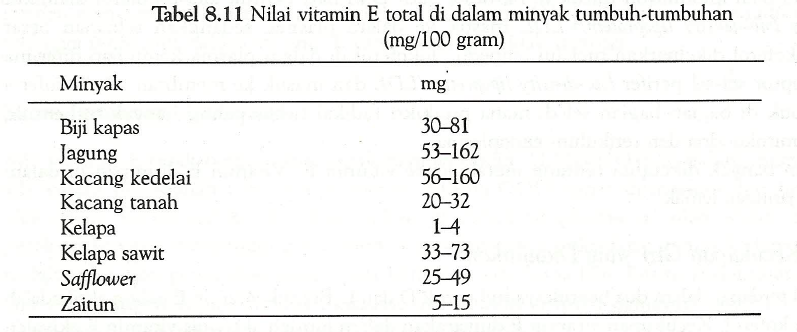 Tabel 8.11 Nilai vitamin E total di dalam minyak tumbuh-tumbuhan
(mg/100 gram)
Minyak mg
Biji kapas 30–81
Jagung 53–162
Kacang kedelai 56–160
Kacang tanah 20–32
Kelapa 1–4
Kelapa sawit 33–73
Safflower 25–49
Zaitun 5–15